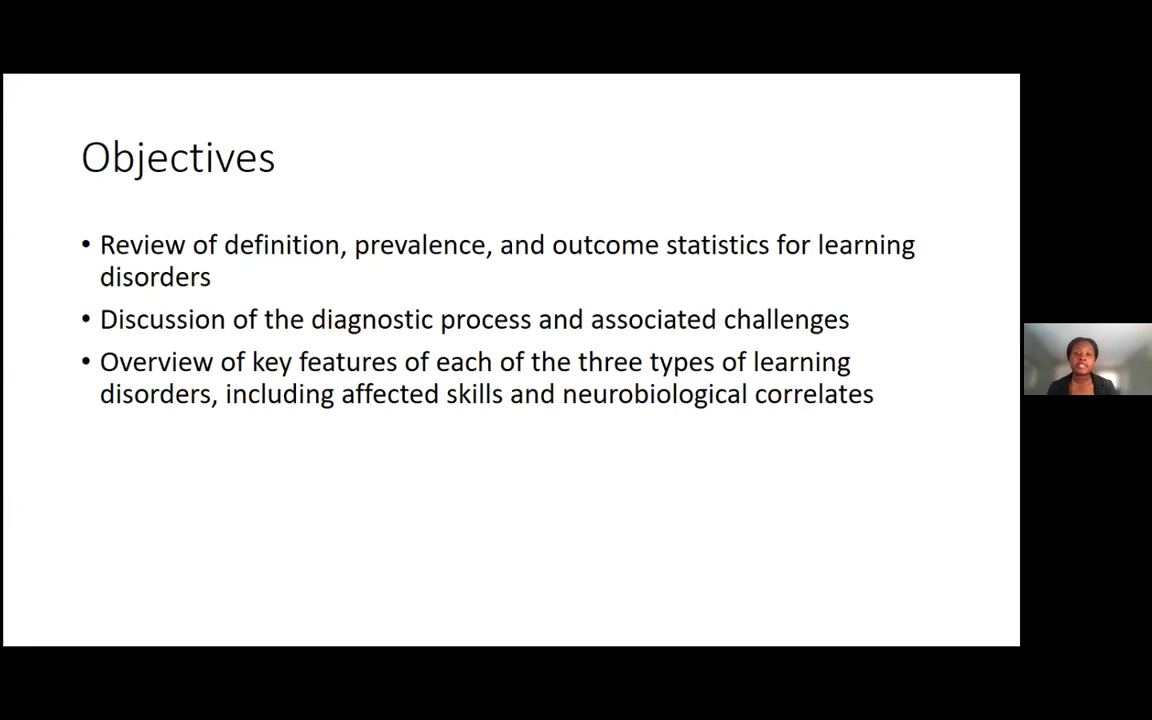 Objectives
• Review of definition, prevalence, and outcome statistics for learning
disorders
• Discussion of the diagnostic process and associated challenges
• Overview of key features of each of the three types of learning
disorders, including affected skills and neurobiological correlates